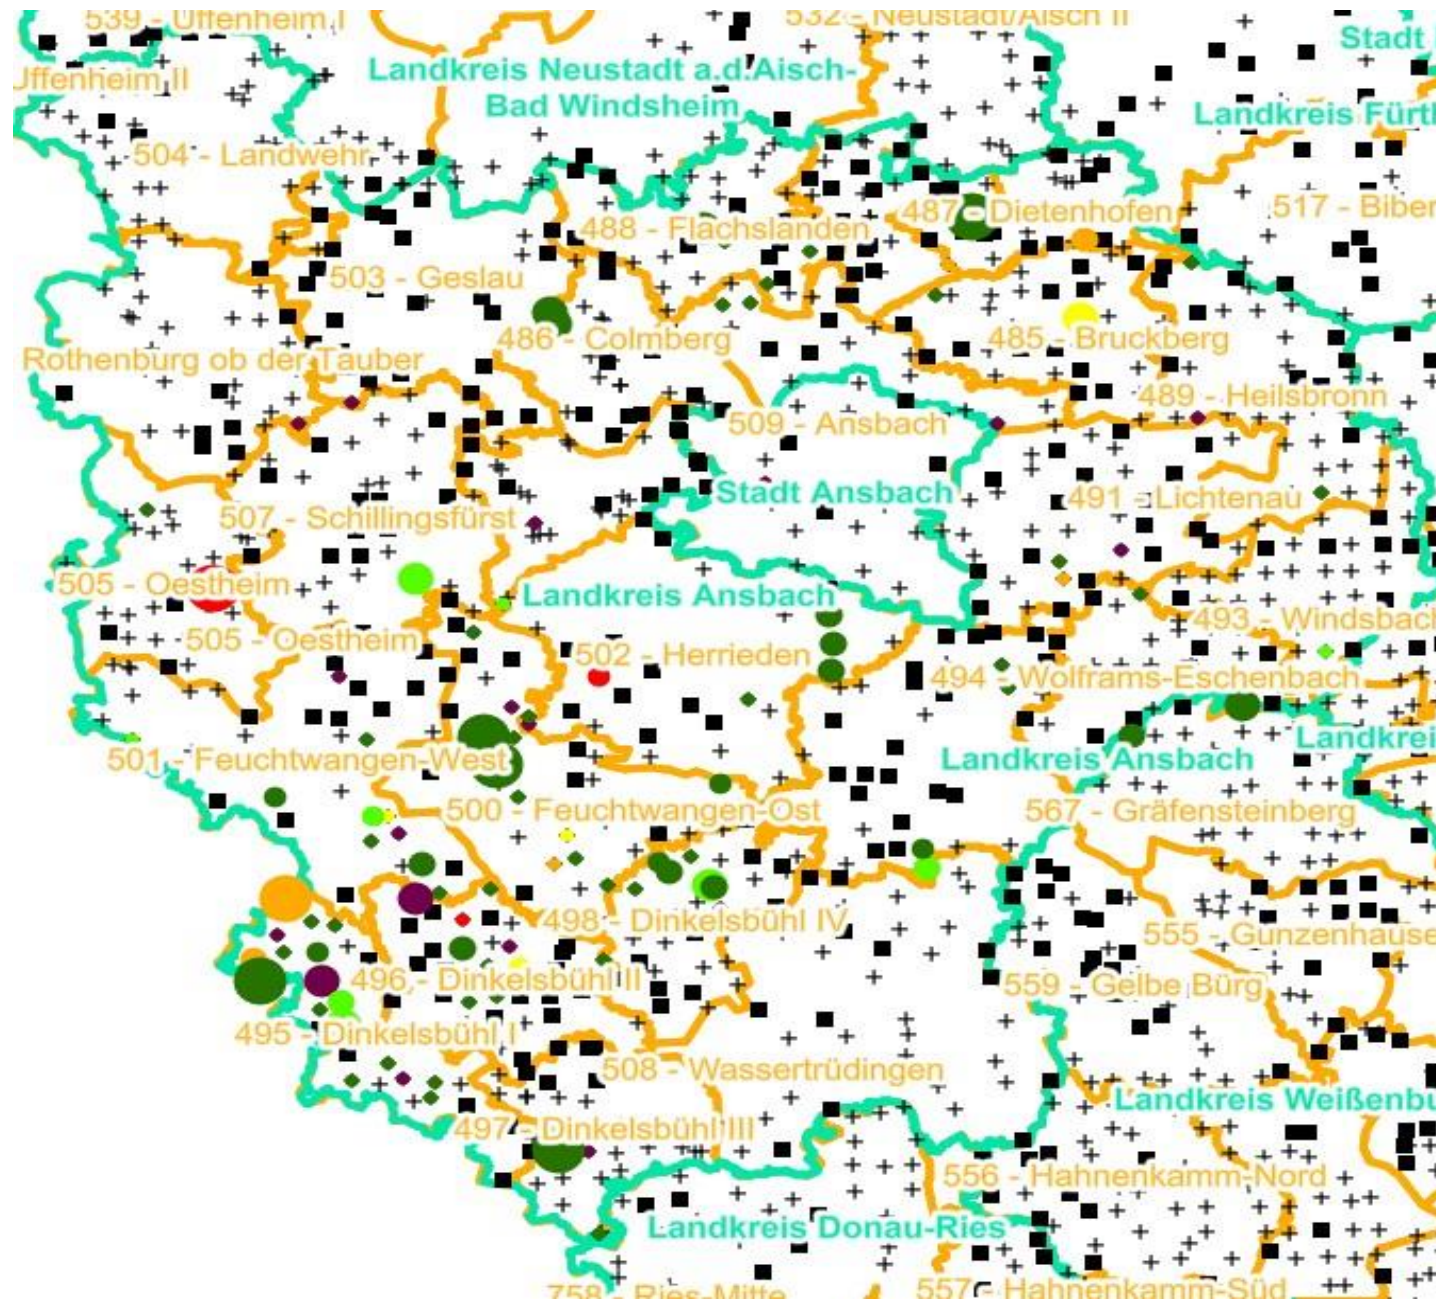 539 - Uffenheim I
532 - Neustadt/Aisch II
Stadt
Uffenheim II
Landkreis Neustadt a.d.Aisch-
Bad Windsheim
Landkreis Fürth
504 - Landwehr
488 - Flachslanden
487 - Dietenhofen
517 - Biber
503 - Geslau
486 - Colmberg
485 - Bruckberg
Rothenburg ob der Tauber
489 - Heilsbronn
509 - Ansbach
Stadt Ansbach
491 - Lichtenau
507 - Schillingsfürst
505 - Oestheim
Landkreis Ansbach
493 - Windsbach
505 - Oestheim
502 - Herrieden
494 - Wolframs-Eschenbach
Landkrei
501 - Feuchtwangen-West
Landkreis Ansbach
500 - Feuchtwangen-Ost
567 - Gräfensteinberg
498 - Dinkelsbühl IV
555 - Gunzenhause
496 - Dinkelsbühl II
559 - Gelbe Bürg
495 - Dinkelsbühl I
508 - Wassertrüdingen
Landkreis Weißenbu
497 - Dinkelsbühl III
556 - Hahnenkamm-Nord
Landkreis Donau-Ries
758 - Ries-Mitte
557 - Hahnenkamm-Süd